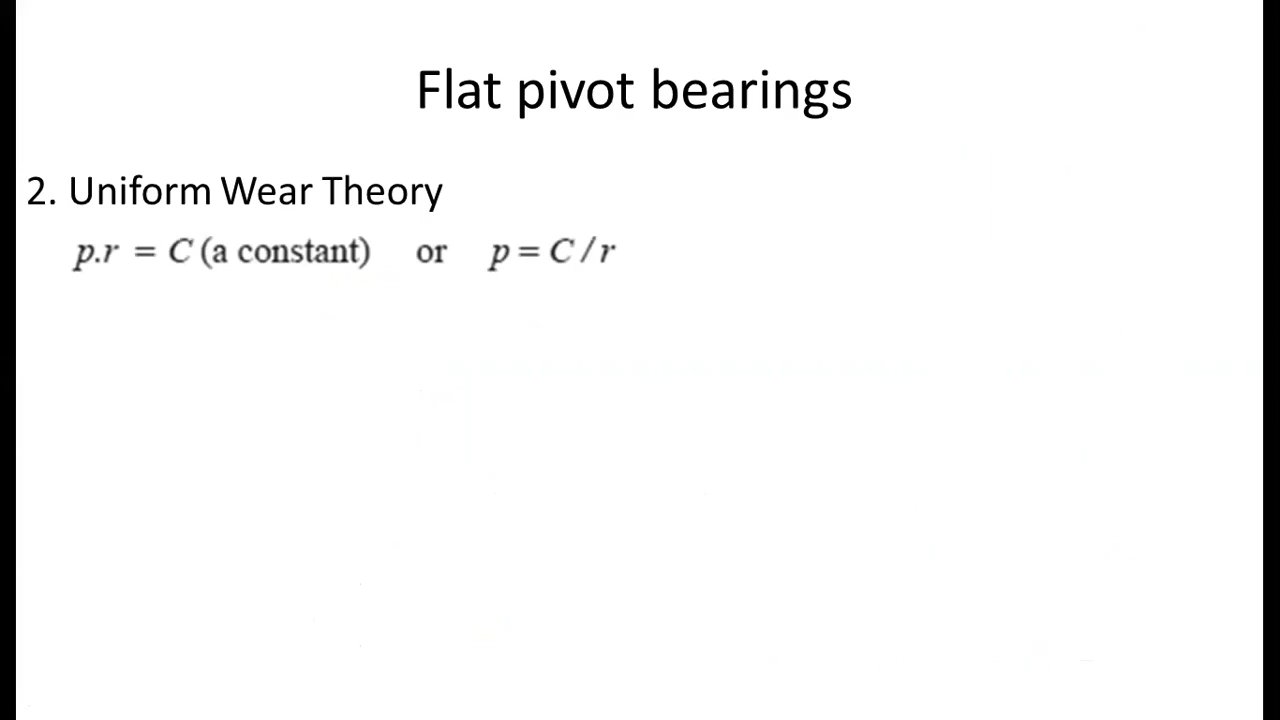 Flat pivot bearings
2. Uniform Wear Theory
p.r = C (a constant) or p = C / r